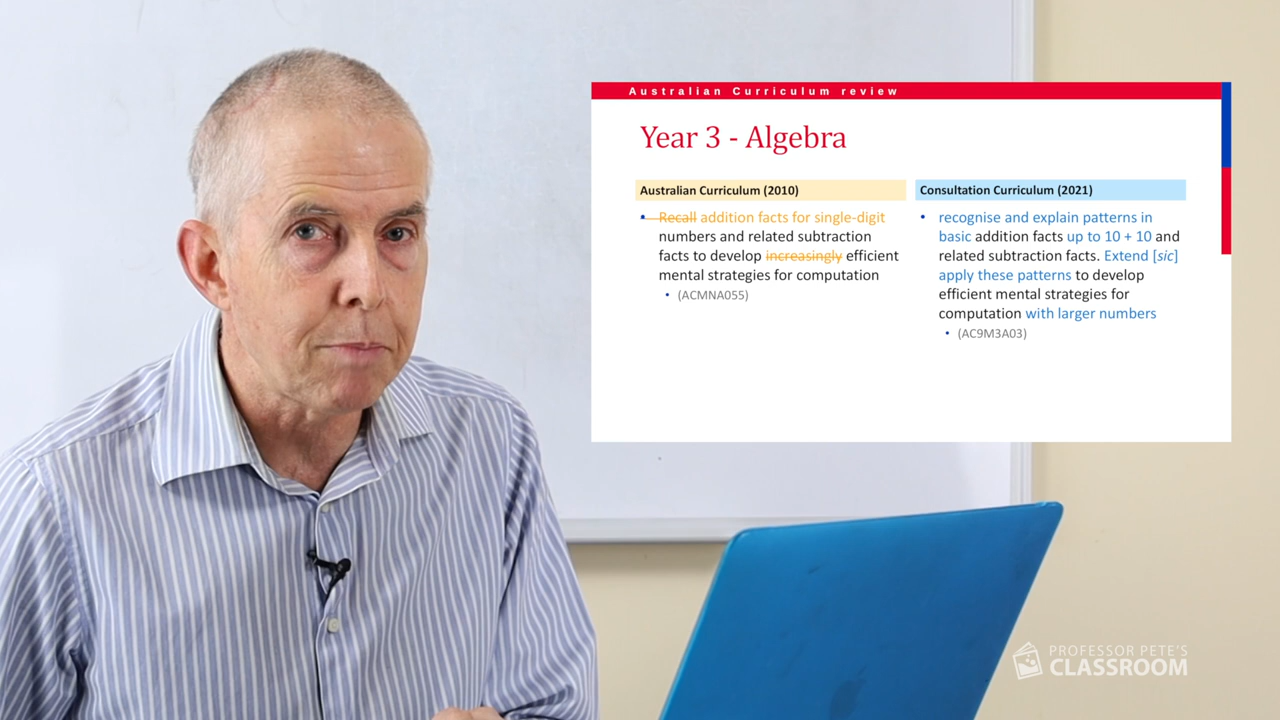 Australian Curriculum review
Year 3 - Algebra
Australian Curriculum (2010)
• Recall addition facts for single-digit
numbers and related subtraction
facts to develop increasingly efficient
mental strategies for computation
• (ACMNA055)
Consultation Curriculum (2021)
• recognise and explain patterns in
basic addition facts up to 10 + 10 and
related subtraction facts. Extend [sic]
apply these patterns to develop
efficient mental strategies for
computation with larger numbers
• (AC9M3A03)
PROFESSOR PETE'S
CLASSROOM